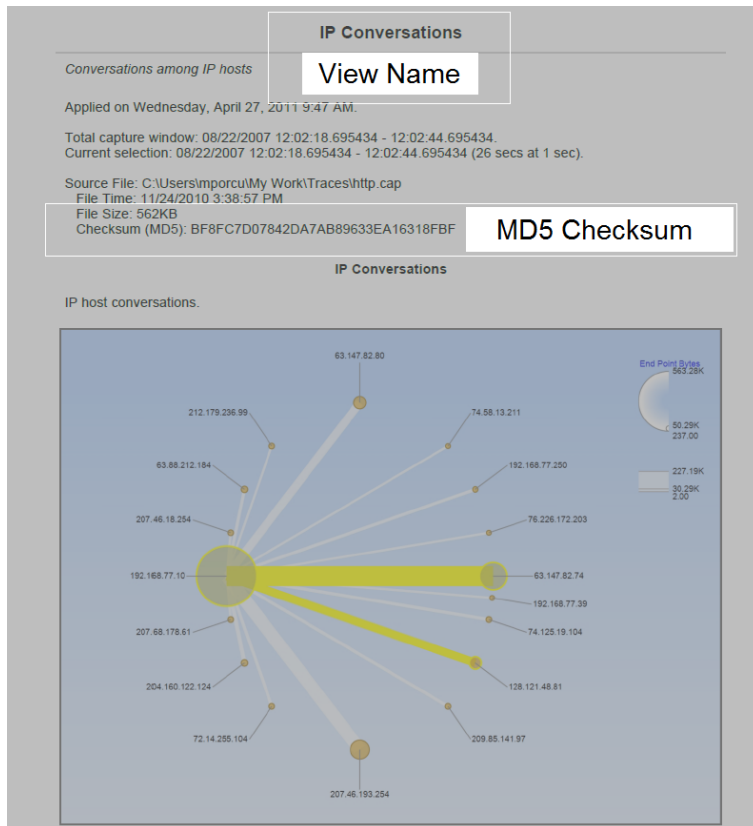 IP Conversations
View Name
Conversations among IP hosts
Applied on Wednesday, April 27, 2011 9:47 AM.
Total capture window: 08/22/2007 12:02:18.695434 - 12:02:44.695434.
Current selection: 08/22/2007 12:02:18.695434 - 12:02:44.695434 (26 secs at 1 sec).
Source File: C:\Users\mporcu\My Work\Traces\http.cap
File Time: 11/24/2010 3:38:57 PM
File Size: 562KB
Checksum (MD5): BF8FC7D07842DA7AB89633EA16318FBF
MD5 Checksum
IP Conversations
IP host conversations.
63.147.82.80
End Point Bytes
563.28K
212.179.236.99
74.58.13.211
50.29K
237.00
63.88.212.184
192.168.77.250
227.19K
30.29K
2.00
207.46.18.254
76.226.172.203
192.168.77.10
63.147.82.74
192.168.77.39
207.68.178.61
74.125.19.104
204.160.122.124
128.121.48.81
72.14.255.104
209.85.141.97
207.46.193.254